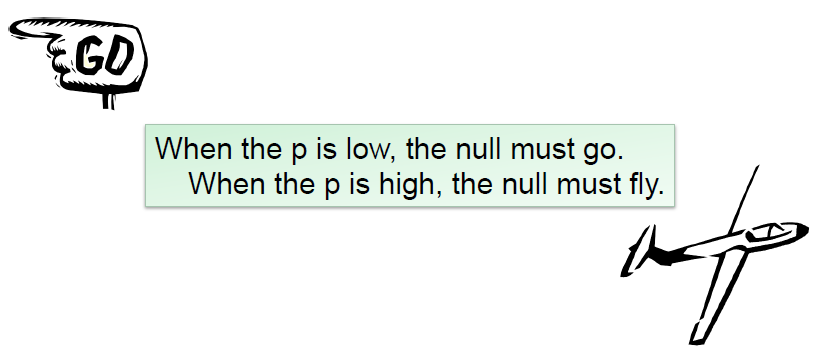 GO
When the p is low, the null must go.
When the p is high, the null must fly.